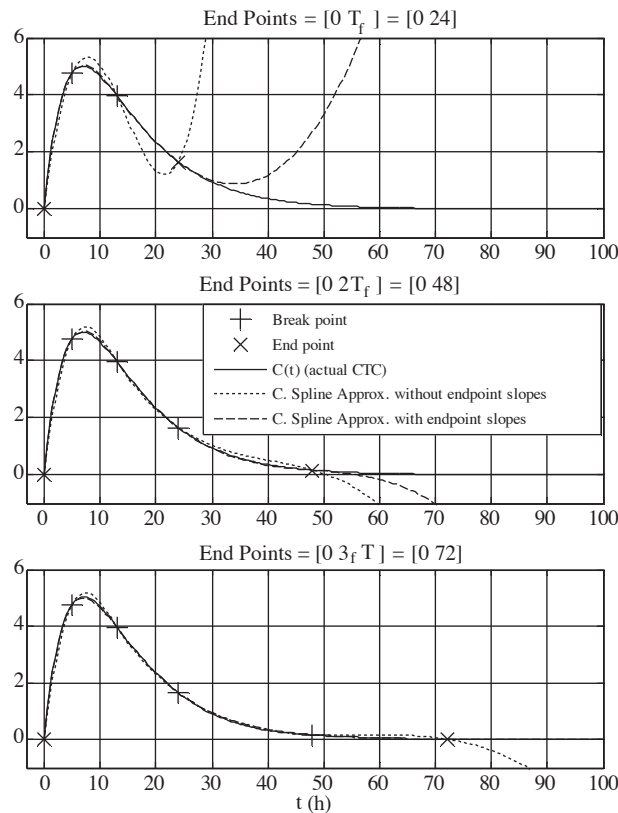 End Points = [0 T_f ] = [0 24]
6
4
2
0
0 10 20 30 40 50 60 70 80 90 100
End Points = [0 2T_f ] = [0 48]
6
4
2
0
Break point
End point
C(t) (actual CTC)
C. Spline Approx. without endpoint slopes
C. Spline Approx. with endpoint slopes
0 10 20 30 40 50 60 70 80 90 100
End Points = [0 3_f T ] = [0 72]
6
4
2
0
0 10 20 30 40 50 60 70 80 90 100
t (h)